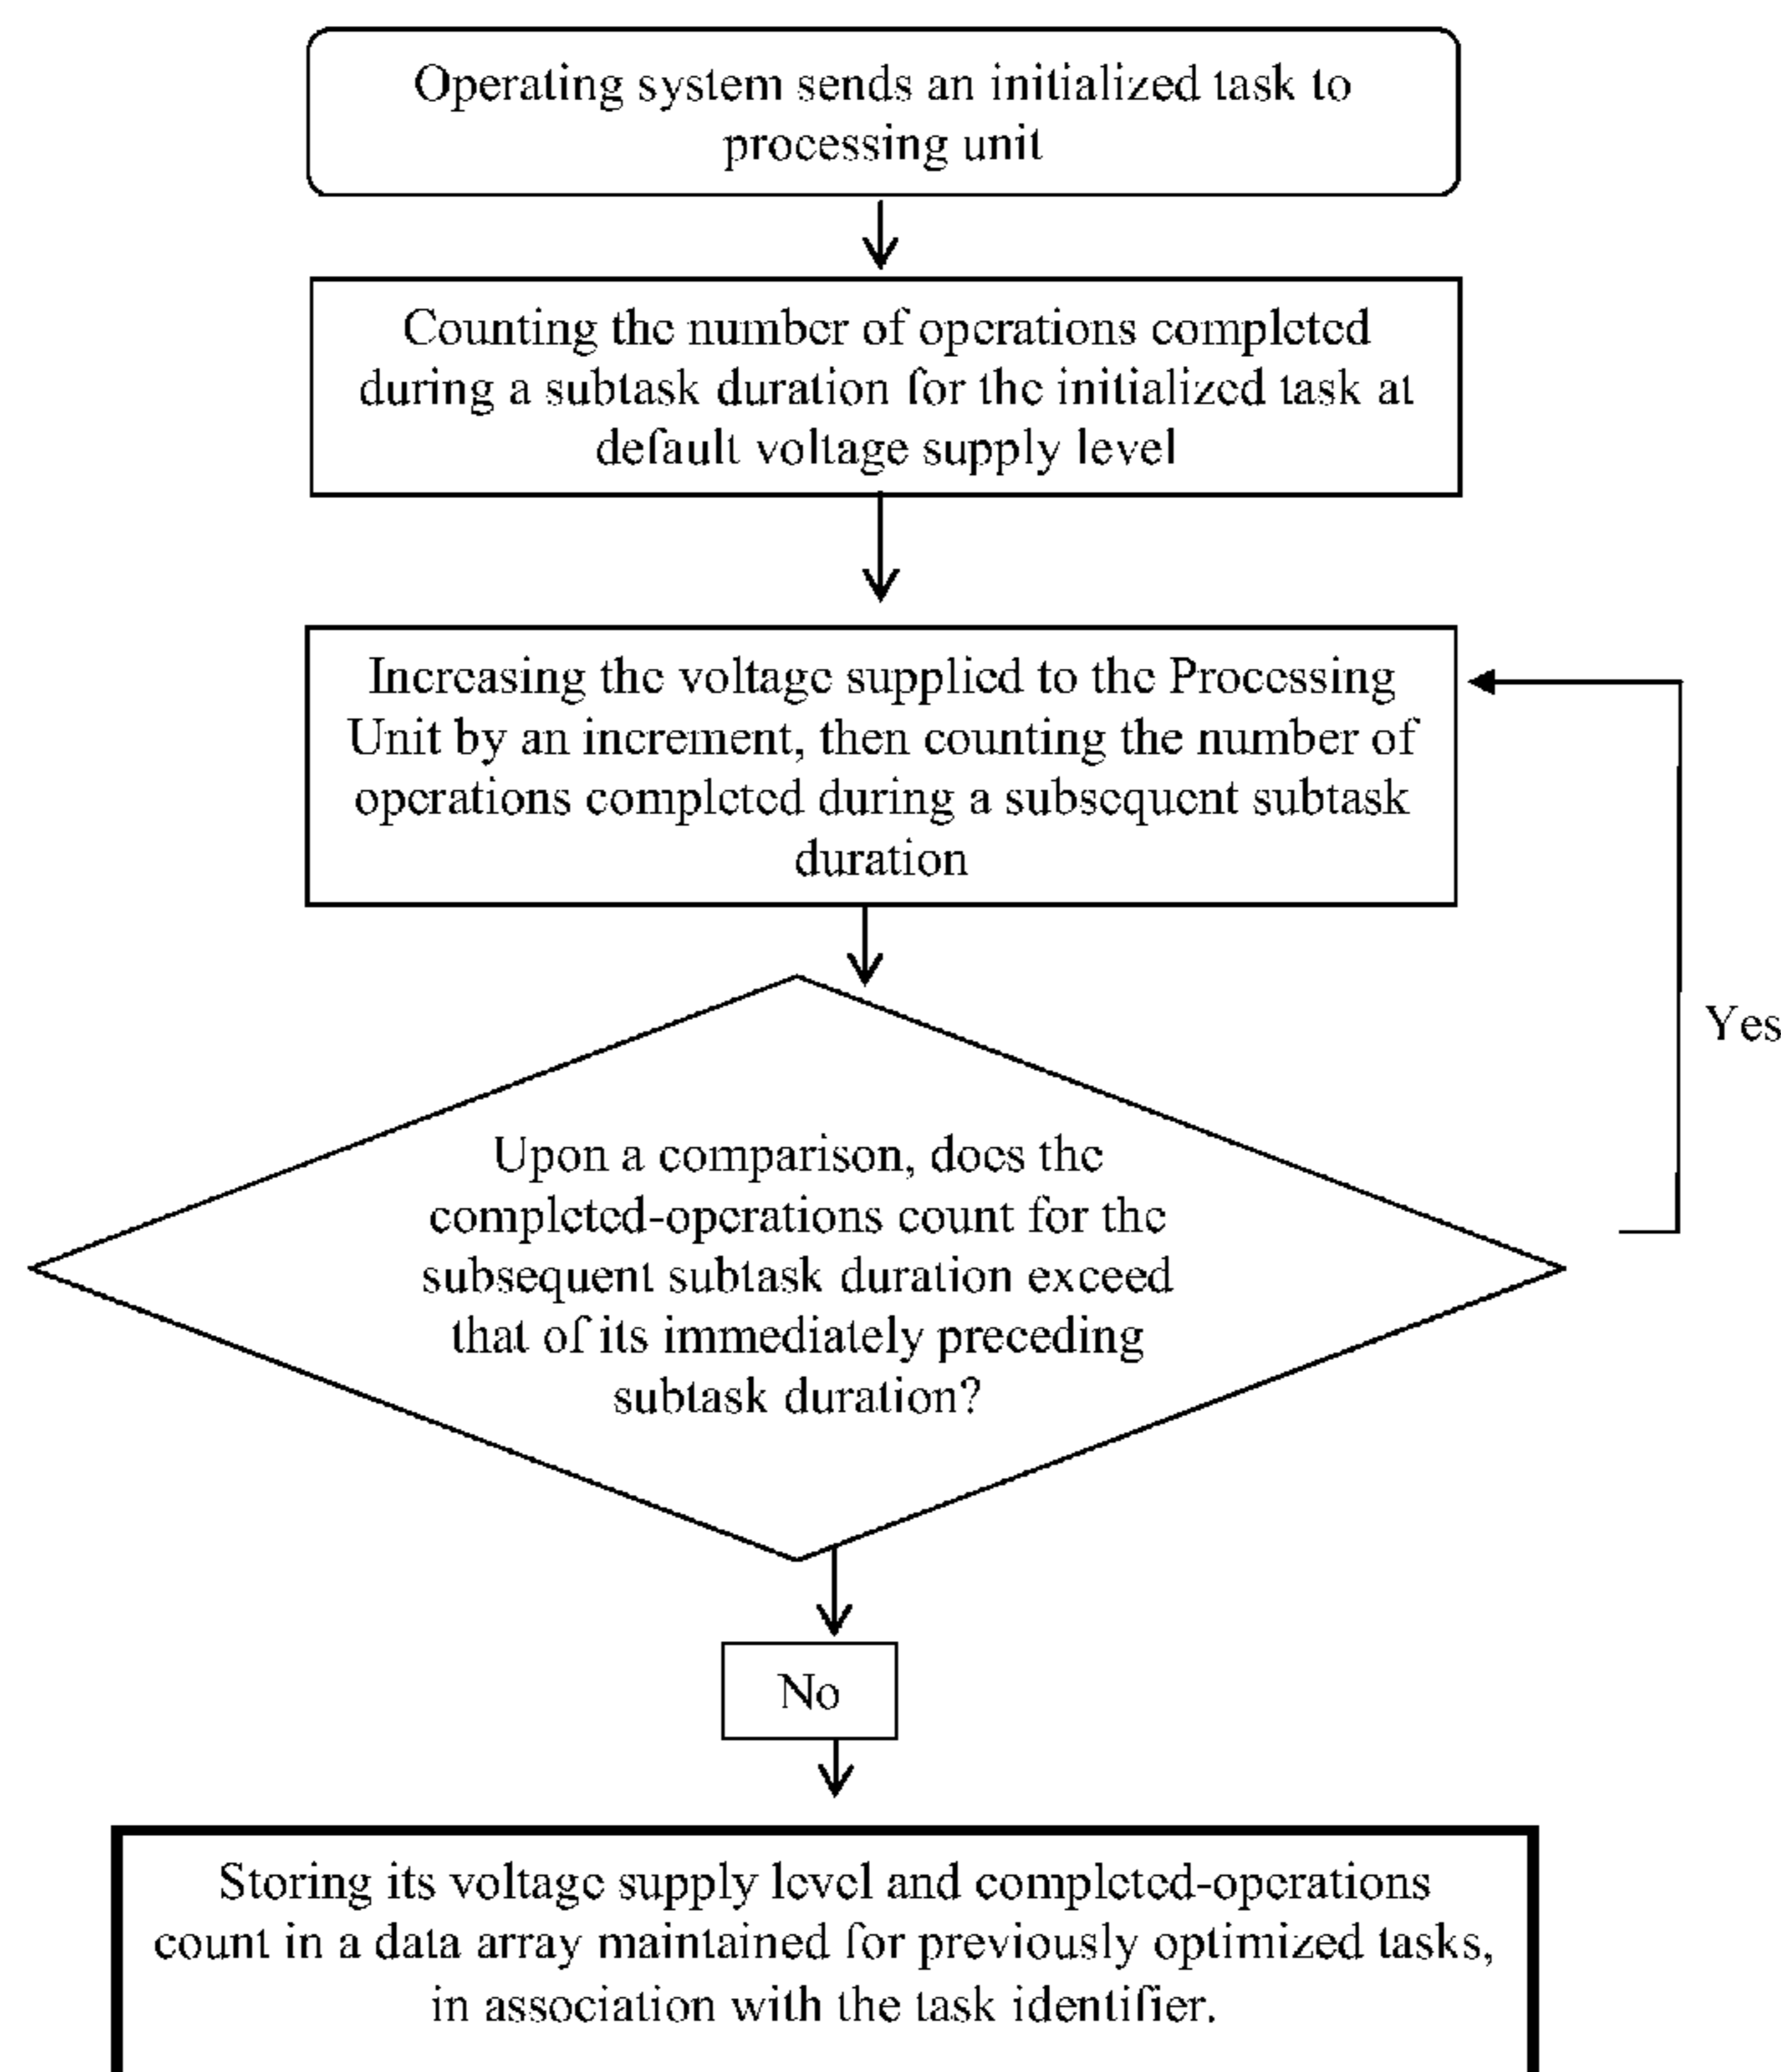 Operating system sends an initialized task to
processing unit
Counting the number of operations completed
during a subtask duration for the initialized task at
default voltage supply level
Increasing the voltage supplied to the Processing
Unit by an increment, then counting the number of
operations completed during a subsequent subtask
duration
Yes
Upon a comparison, does the
completed-operations count for the
subsequent subtask duration exceed
that of its immediately preceding
subtask duration?
No
Storing its voltage supply level and completed-operations
count in a data array maintained for previously optimized tasks,
in association with the task identifier.